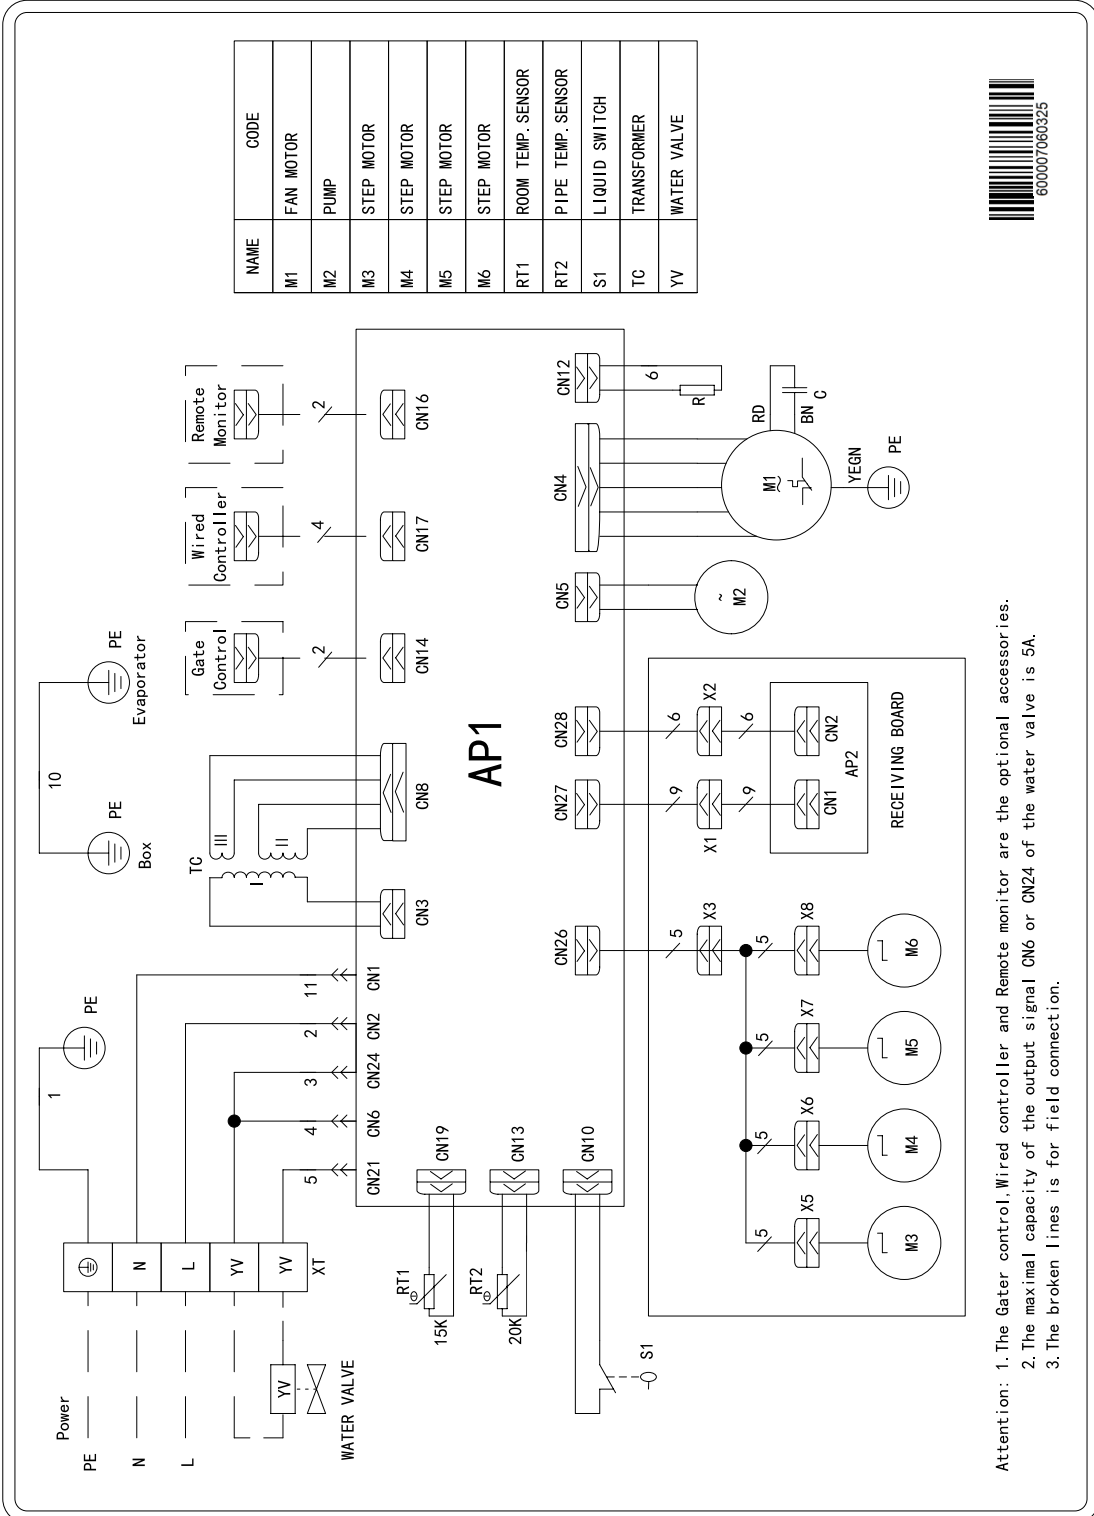 Power
PE
N
L
WATER VALVE
YV
N
L
YV
YV
XT
1
PE
10
PE
Box
PE
Evaporator
TC
I
II
III
Gate
Control
Wired
Controller
Remote
Monitor
2
4
2
5
4
3
2
11
CN21
CN6
CN24
CN2
CN1
CN3
CN8
CN14
CN17
CN16
AP1
RT1
15K
CN19
RT2
20K
CN13
S1
CN10
CN26
CN27
CN28
CN5
CN4
CN12
5
9
6
6
R
X3
X1
X2
5
5
5
5
9
6
X5
X6
X7
X8
CN1
CN2
AP2
M3
M4
M5
M6
RECEIVING BOARD
~
M2
M1
~
RD
BN
C
YEGN
PE
NAME CODE
M1 FAN MOTOR
M2 PUMP
M3 STEP MOTOR
M4 STEP MOTOR
M5 STEP MOTOR
M6 STEP MOTOR
RT1 ROOM TEMP. SENSOR
RT2 PIPE TEMP. SENSOR
S1 LIQUID SWITCH
TC TRANSFORMER
YV WATER VALVE
Attention: 1. The Gater control, Wired controller and Remote monitor are the optional accessories.
2. The maximal capacity of the output signal CN6 or CN24 of the water valve is 5A.
3. The broken lines is for field connection.
600007060325